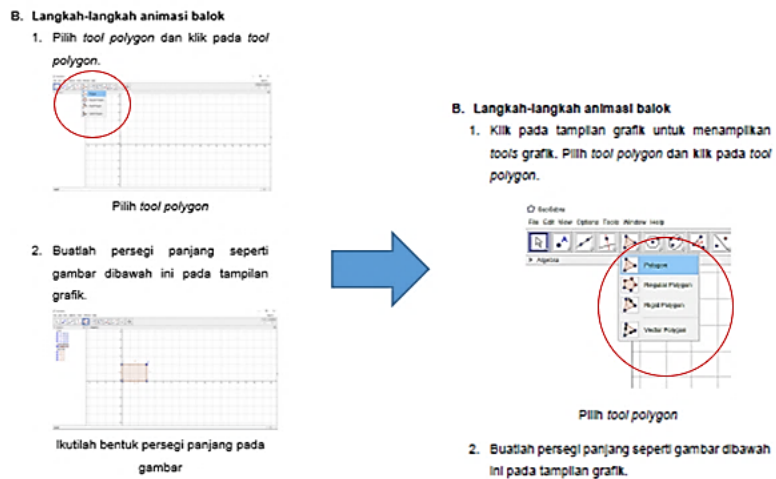 B. Langkah-langkah animasi balok
1. Pilih tool polygon dan klik pada tool
polygon.
Pilih tool polygon
2. Buatlah persegi panjang seperti
gambar dibawah ini pada tampilan
grafik.
Ikutilah bentuk persegi panjang pada
gambar
B. Langkah-langkah animasi balok
1. Klik pada tampilan grafik untuk menampilkan
tools grafik. Pilih tool polygon dan klik pada tool
polygon.
GeoGebra
File Edit View Options Tools Window Help
Algebra
Polygon
Regular Polygon
Rigid Polygon
Vector Polygon
Pilih tool polygon
2. Buatlah persegi panjang seperti gambar dibawah
ini pada tampilan grafik.